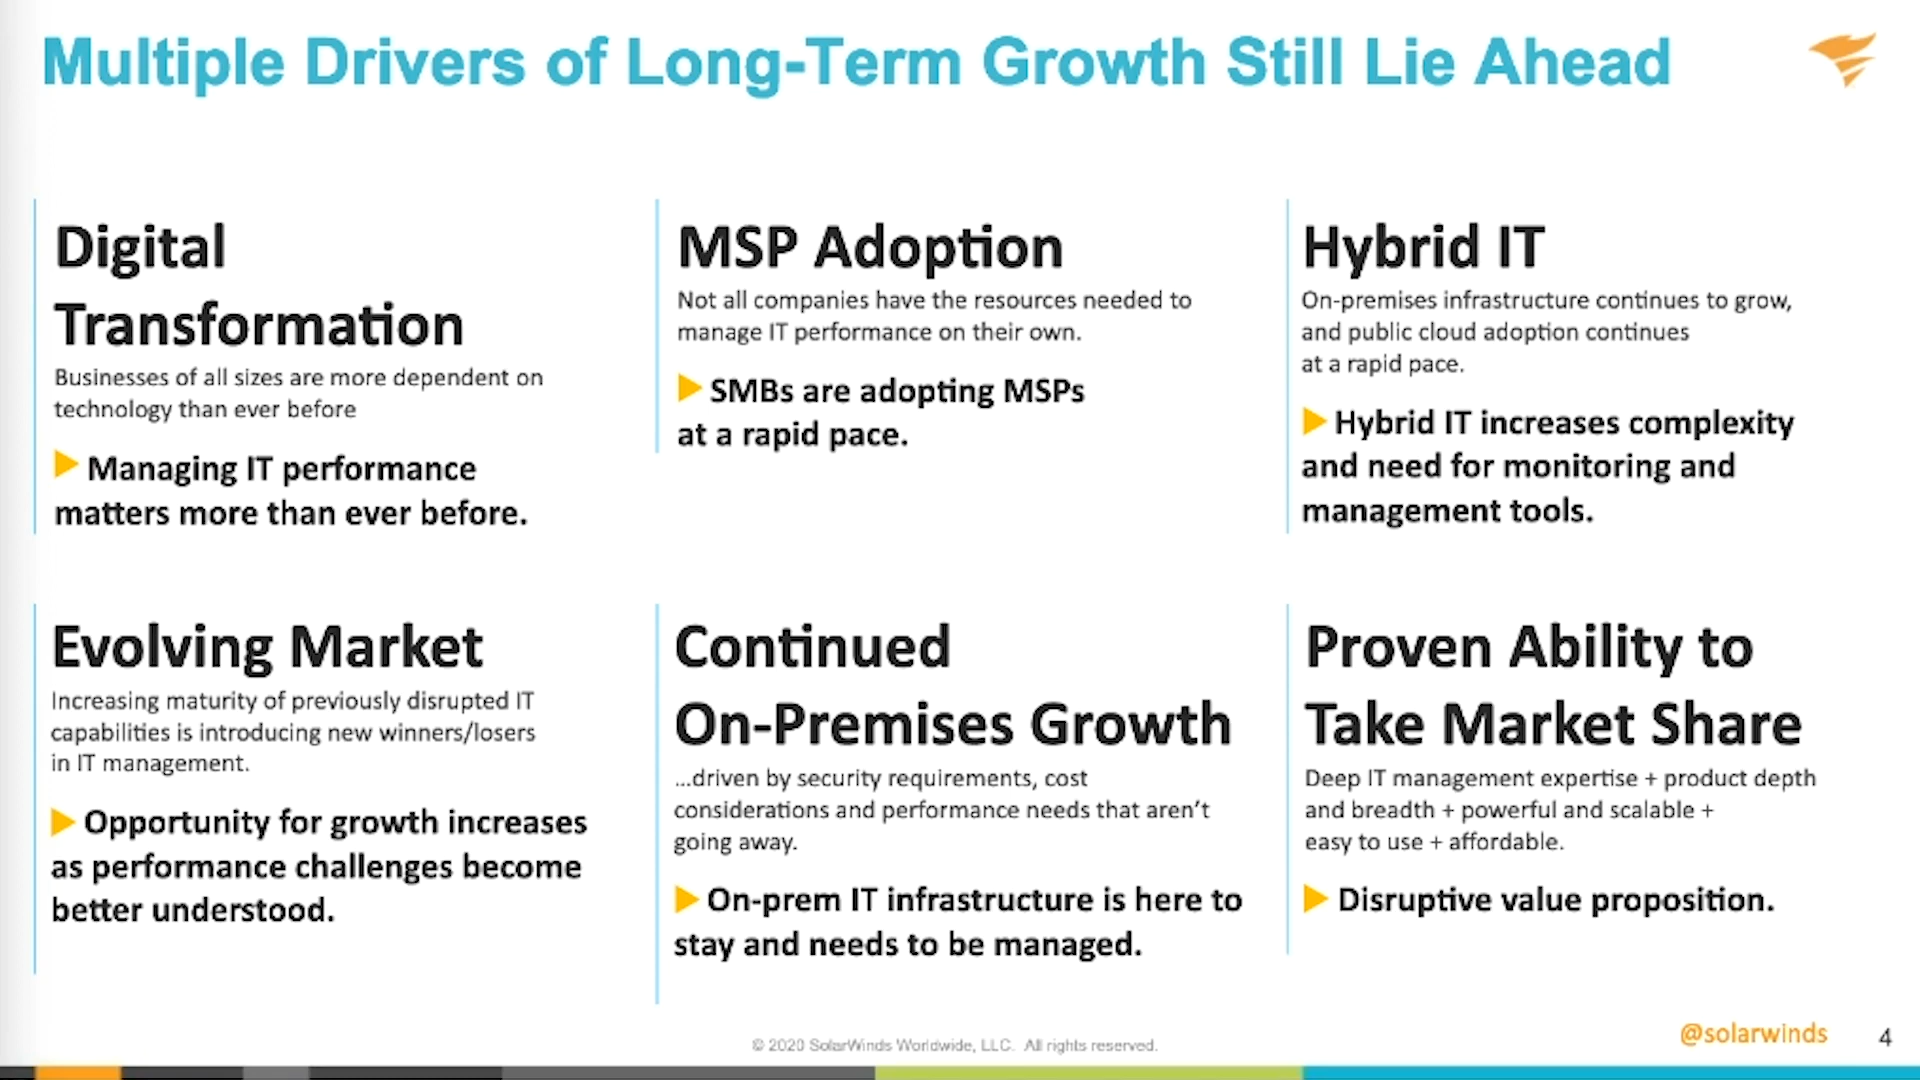 Multiple Drivers of Long-Term Growth Still Lie Ahead
Digital
Transformation
Businesses of all sizes are more dependent on
technology than ever before
Managing IT performance
matters more than ever before.
MSP Adoption
Not all companies have the resources needed to
manage IT performance on their own.
SMBs are adopting MSPs
at a rapid pace.
Hybrid IT
On-premises infrastructure continues to grow,
and public cloud adoption continues
at a rapid pace.
Hybrid IT increases complexity
and need for monitoring and
management tools.
Evolving Market
Increasing maturity of previously disrupted IT
capabilities is introducing new winners/losers
in IT management.
Opportunity for growth increases
as performance challenges become
better understood.
Continued
On-Premises Growth
...driven by security requirements, cost
considerations and performance needs that aren't
going away.
On-prem IT infrastructure is here to
stay and needs to be managed.
Proven Ability to
Take Market Share
Deep IT management expertise + product depth
and breadth + powerful and scalable +
easy to use + affordable.
Disruptive value proposition.
© 2020 SolarWinds Worldwide, LLC. All rights reserved.
@solarwinds
4